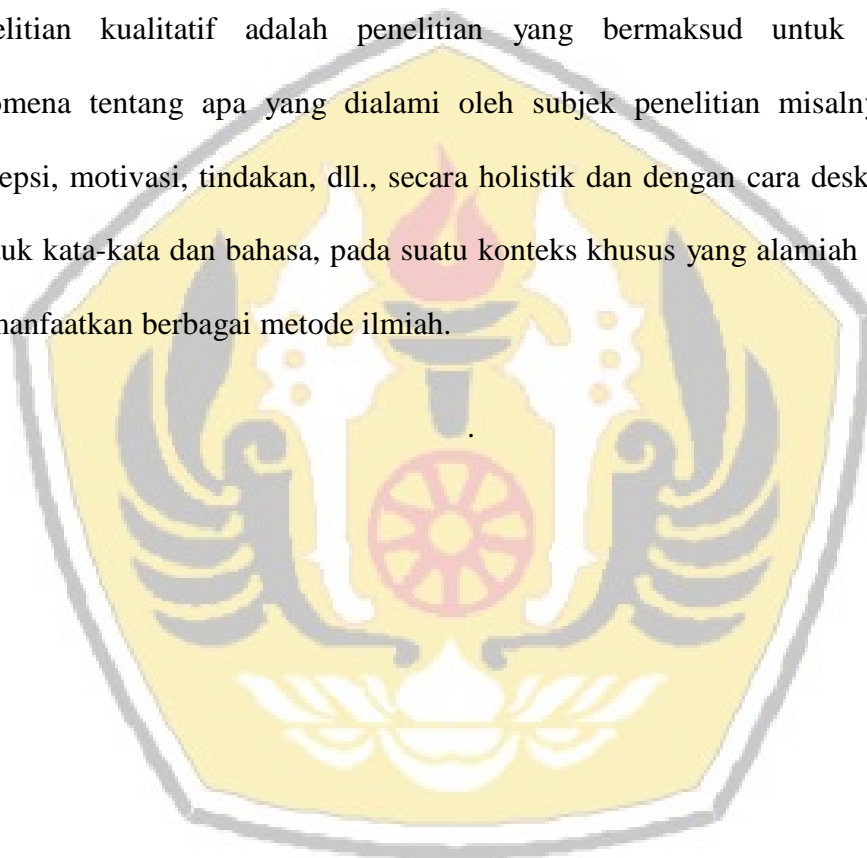 elitian kualitatif adalah penelitian yang bermaksud untuk
omena tentang apa yang dialami oleh subjek penelitian misalny
epsi, motivasi, tindakan, dll., secara holistik dan dengan cara desk
uk kata-kata dan bahasa, pada suatu konteks khusus yang alamiah
nanfaatkan berbagai metode ilmiah.
.